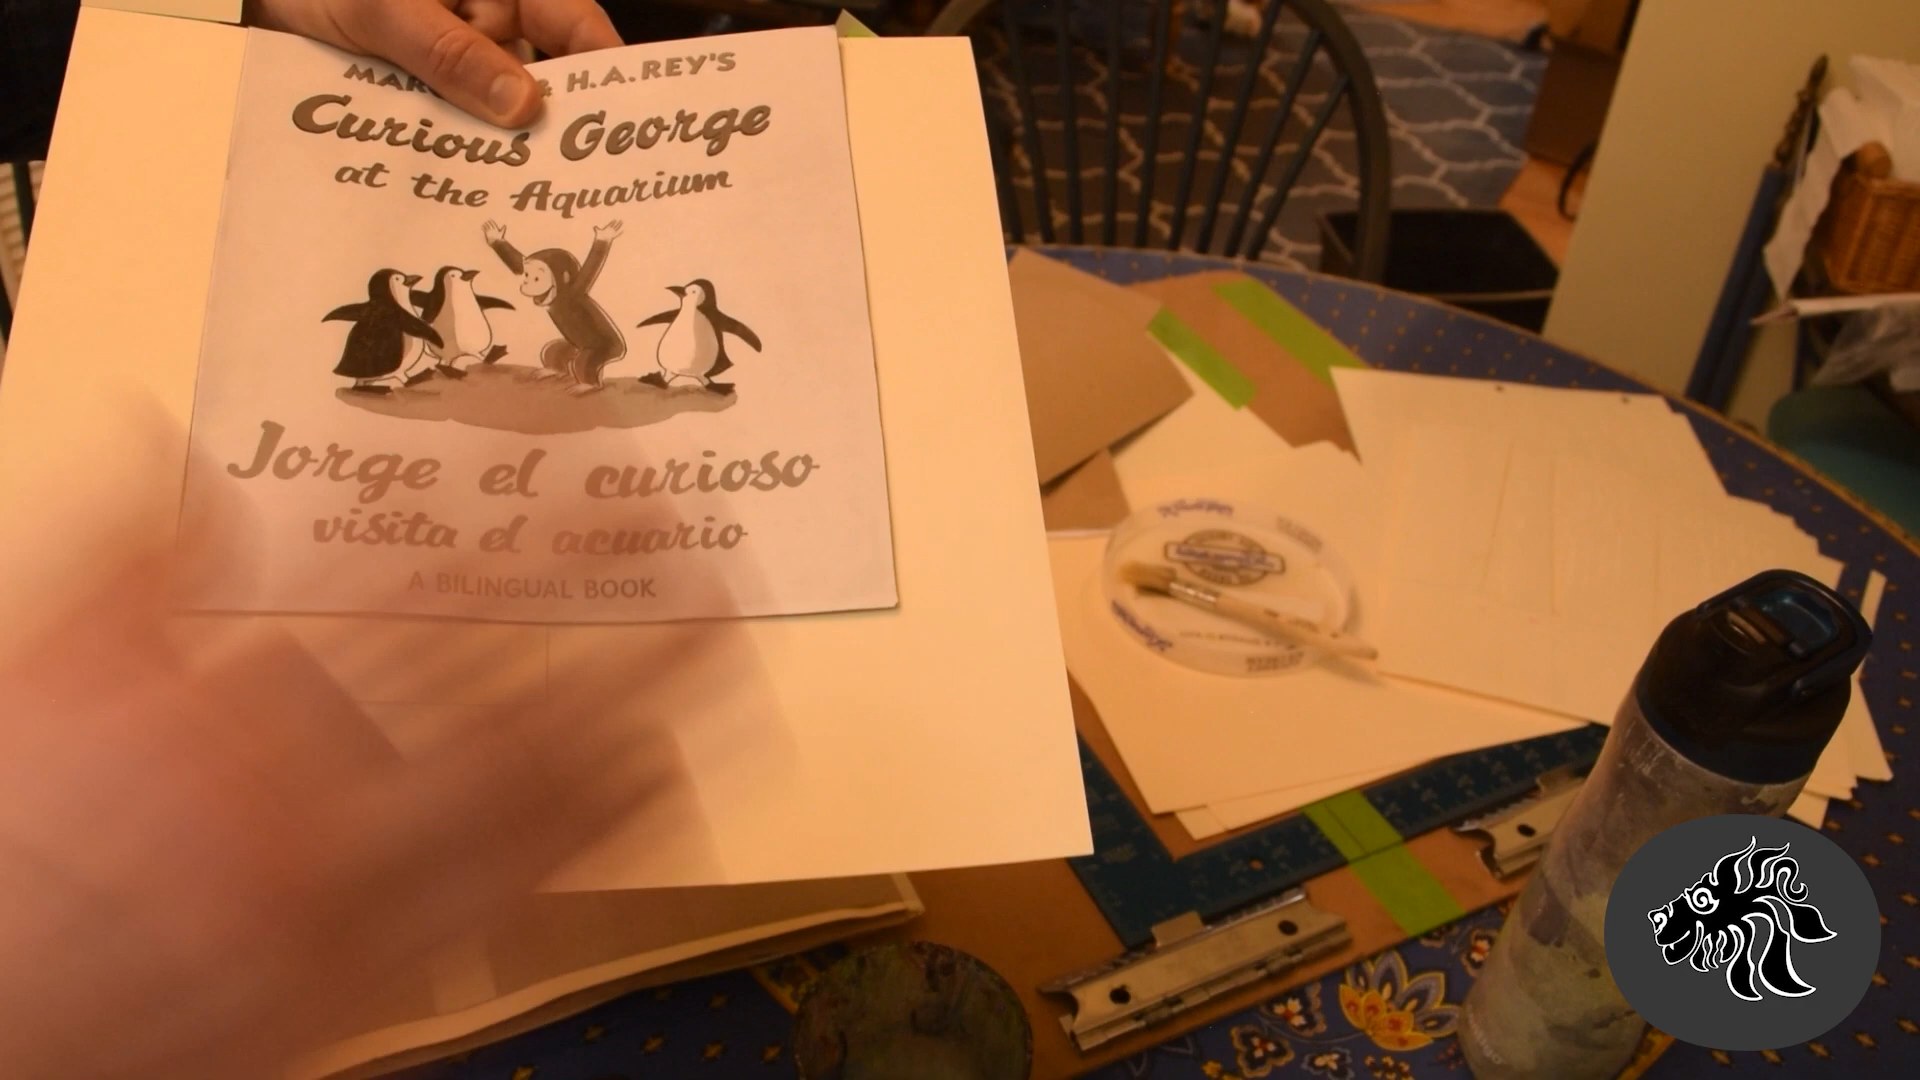 & H.A.REY'S
Curious George
at the Aquarium
Jorge el curioso
visita el acuario
A BILINGUAL BOOK